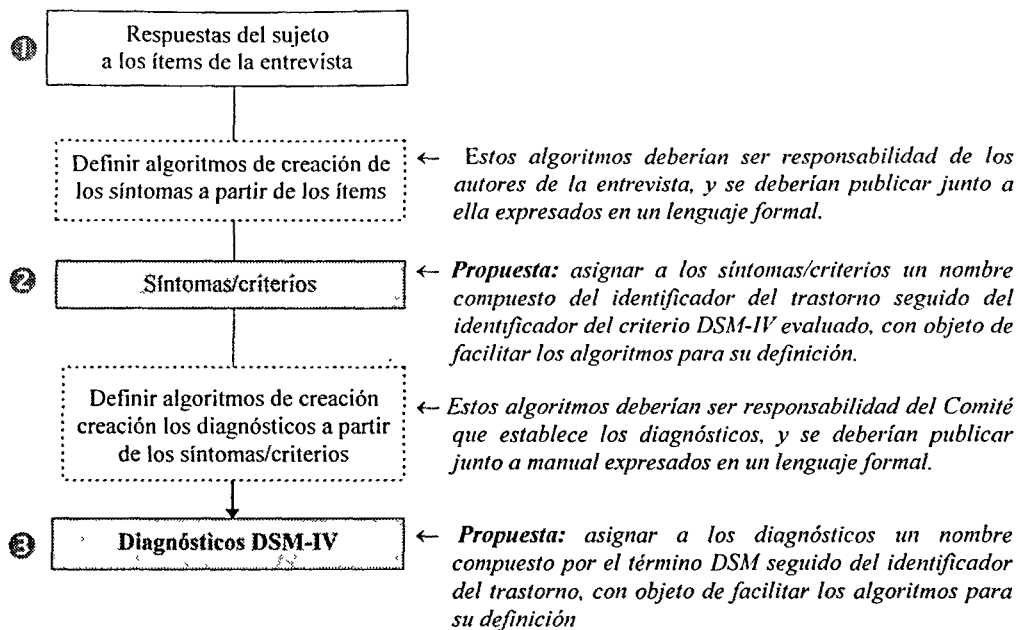 ❶
Respuestas del sujeto
a los ítems de la entrevista
Definir algoritmos de creación de
los síntomas a partir de los ítems
← Estos algoritmos deberían ser responsabilidad de los
autores de la entrevista, y se deberían publicar junto a
ella expresados en un lenguaje formal.
❷
Síntomas/criterios
← Propuesta: asignar a los síntomas/criterios un nombre
compuesto del identificador del trastorno seguido del
identificador del criterio DSM-IV evaluado, con objeto de
facilitar los algoritmos para su definición.
Definir algoritmos de creación
creación los diagnósticos a partir
de los síntomas/criterios
← Estos algoritmos deberían ser responsabilidad del Comité
que establece los diagnósticos, y se deberían publicar
junto a manual expresados en un lenguaje formal.
❸
Diagnósticos DSM-IV
← Propuesta: asignar a los diagnósticos un nombre
compuesto por el término DSM seguido del identificador
del trastorno, con objeto de facilitar los algoritmos para
su definición